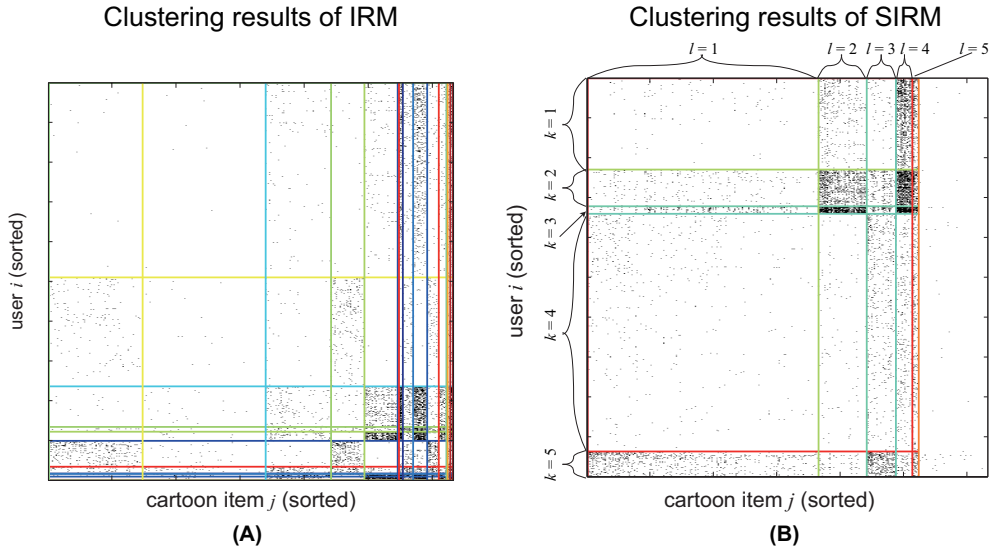 Clustering results of IRM
user i (sorted)
cartoon item j (sorted)
(A)
Clustering results of SIRM
l = 1
l = 2
l = 3
l = 4
l = 5
k = 1
k = 2
k = 3
k = 4
k = 5
user i (sorted)
cartoon item j (sorted)
(B)